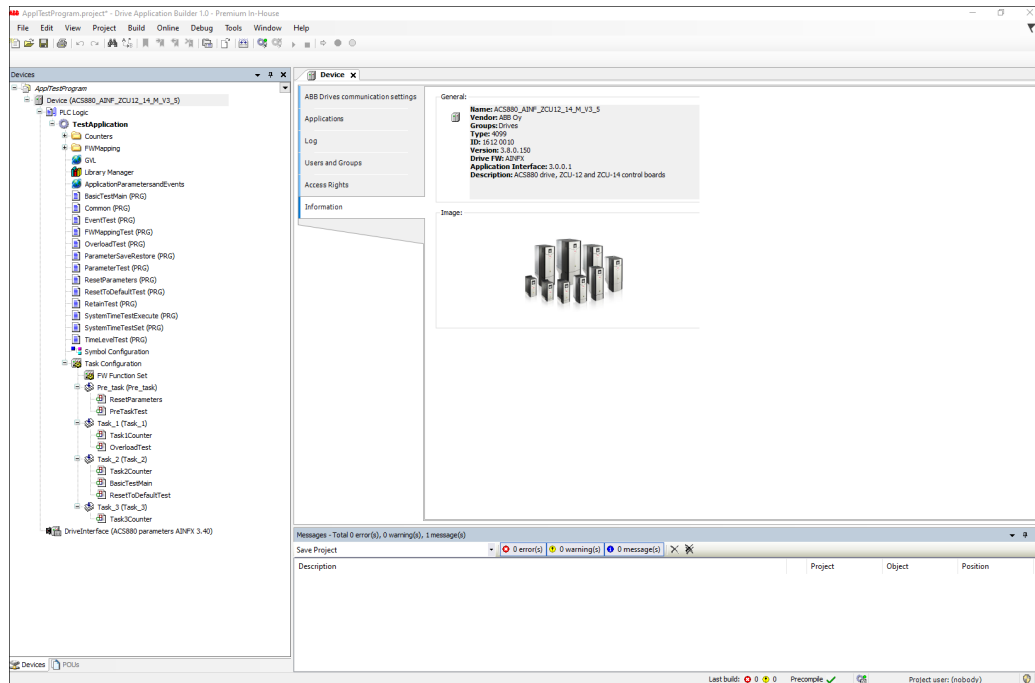 ABB ApplTestProgram.project* - Drive Application Builder 1.0 - Premium In-House
File Edit View Project Build Online Debug Tools Window Help
Devices
ApplTestProgram
Device (ACS880_AINF_ZCU12_14_M_V3_5)
PLC Logic
TestApplication
Counters
FWMapping
GVL
Library Manager
ApplicationParametersandEvents
BasicTestMain (PRG)
Common (PRG)
EventTest (PRG)
FWMappingTest (PRG)
OverloadTest (PRG)
ParameterSaveRestore (PRG)
ParameterTest (PRG)
ResetParameters (PRG)
ResetToDefaultTest (PRG)
RetainTest (PRG)
SystemTimeTestExecute (PRG)
SystemTimeTestSet (PRG)
TimeLevelTest (PRG)
Symbol Configuration
Task Configuration
FW Function Set
Pre_task (Pre_task)
ResetParameters
PreTaskTest
Task_1 (Task_1)
Task1Counter
OverloadTest
Task_2 (Task_2)
Task2Counter
BasicTestMain
ResetToDefaultTest
Task_3 (Task_3)
Task3Counter
DriveInterface (ACS880 parameters AINFX 3.40)
Devices POUs
Device
ABB Drives communication settings
Applications
Log
Users and Groups
Access Rights
Information
General:
Name: ACS880_AINF_ZCU12_14_M_V3_5
Vendor: ABB Oy
Groups: Drives
Type: 4099
ID: 1612 0010
Version: 3.8.0.150
Drive FW: AINFX
Application Interface: 3.0.0.1
Description: ACS880 drive, ZCU-12 and ZCU-14 control boards
Image:
Messages - Total 0 error(s), 0 warning(s), 1 message(s)
Save Project 0 error(s) 0 warning(s) 0 message(s)
Description Project Object Position
Last build: 0 0 Precompile Project user: (nobody)